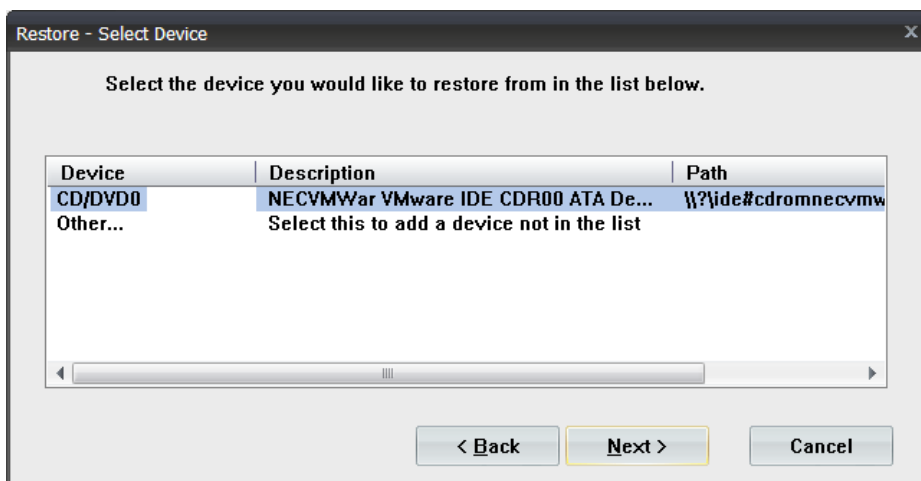 Restore - Select Device
Select the device you would like to restore from in the list below.
Device Description Path
CD/DVD0 NECVMWar VMware IDE CDR00 ATA De... \\?\ide#cdromnecvmw
Other... Select this to add a device not in the list
< Back Next > Cancel